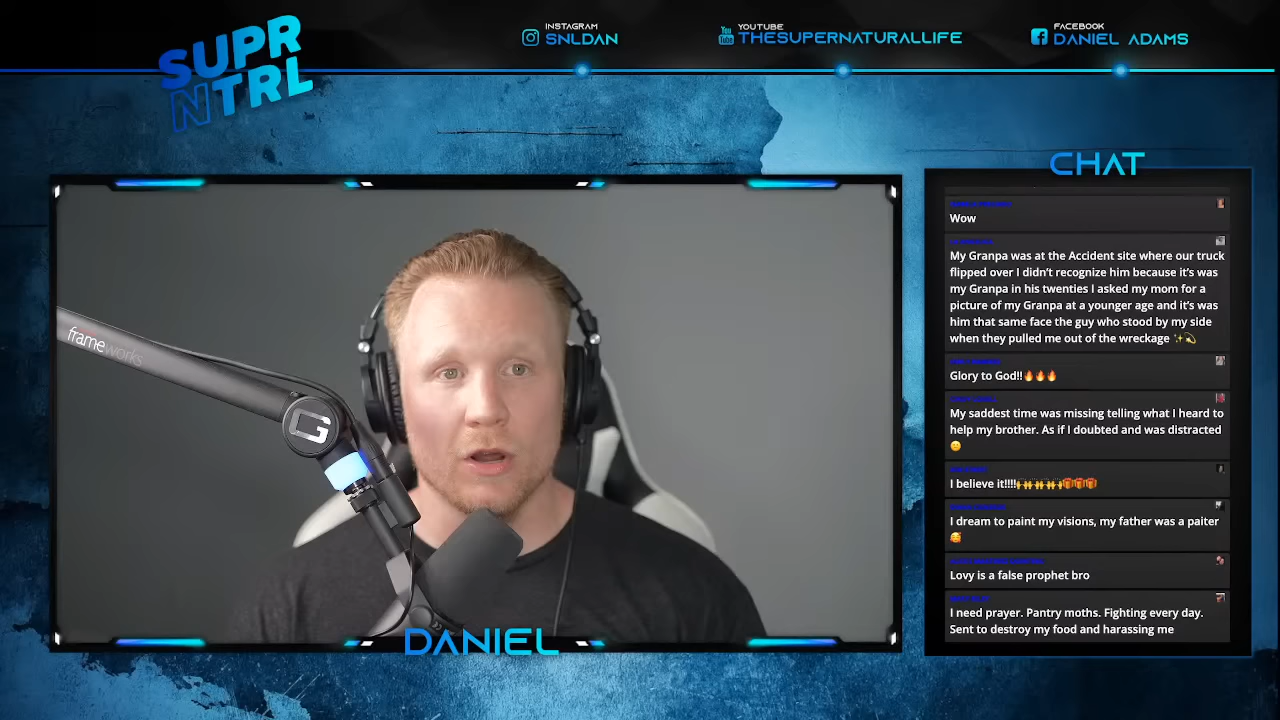 SUPR
NTRL
INSTAGRAM
SNLDAN
YOUTUBE
THESUPERNATURALLIFE
FACEBOOK
DANIEL ADAMS
You
Tube
frameworks
G
DANIEL
CHAT
Wow
My Granpa was at the Accident site where our truck
flipped over I didn’t recognize him because it’s was
my Granpa in his twenties I asked my mom for a
picture of my Granpa at a younger age and it’s was
him that same face the guy who stood by my side
when they pulled me out of the wreckage ✨💫
Glory to God!!🔥🔥🔥
My saddest time was missing telling what I heard to
help my brother. As if I doubted and was distracted
😊
I believe it!!!!🙌🙌🙌🙌🎁🎁🎁
I dream to paint my visions, my father was a paiter
🥰
Lovy is a false prophet bro
I need prayer. Pantry moths. Fighting every day.
Sent to destroy my food and harassing me